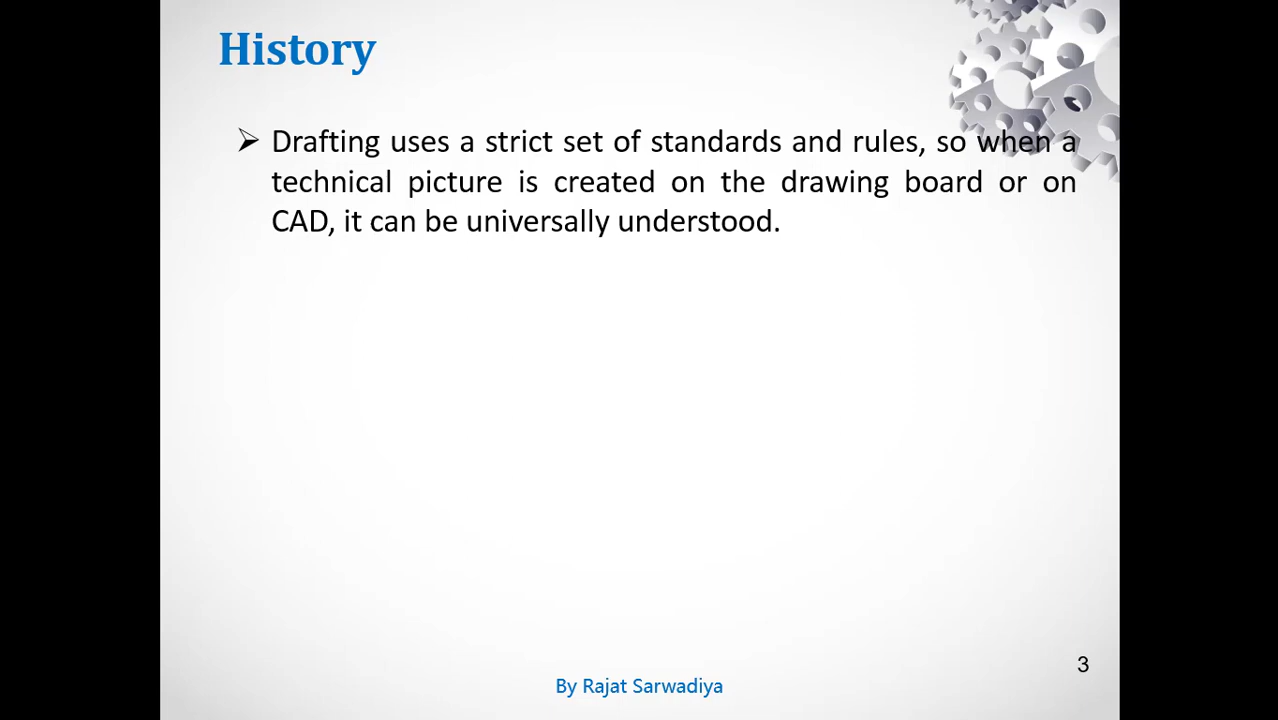 History
Drafting uses a strict set of standards and rules, so when a
technical picture is created on the drawing board or on
CAD, it can be universally understood.
3
By Rajat Sarwadiya